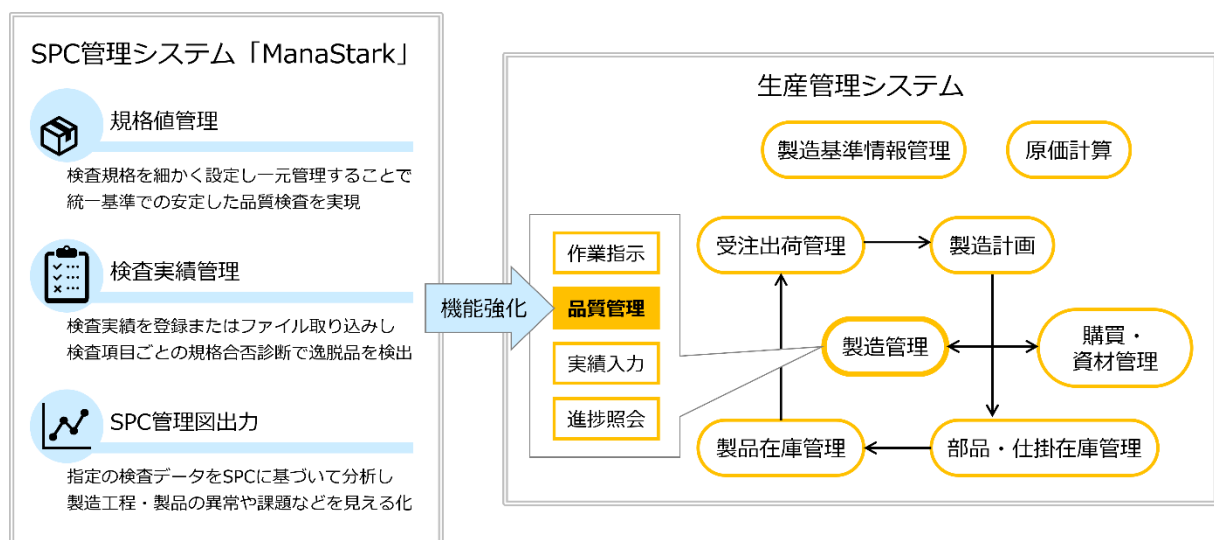 SPC管理システム「ManaStark」
規格値管理
検査規格を細かく設定し一元管理することで
統一基準での安定した品質検査を実現
検査実績管理
検査実績を登録またはファイル取り込みし
検査項目ごとの規格合否診断で逸脱品を検出
SPC管理図出力
指定の検査データをSPCに基づいて分析し
製造工程・製品の異常や課題などを見える化
機能強化
生産管理システム
製造基準情報管理
原価計算
作業指示
品質管理
実績入力
進捗照会
受注出荷管理
製造計画
製造管理
購買・
資材管理
製品在庫管理
部品・仕掛在庫管理